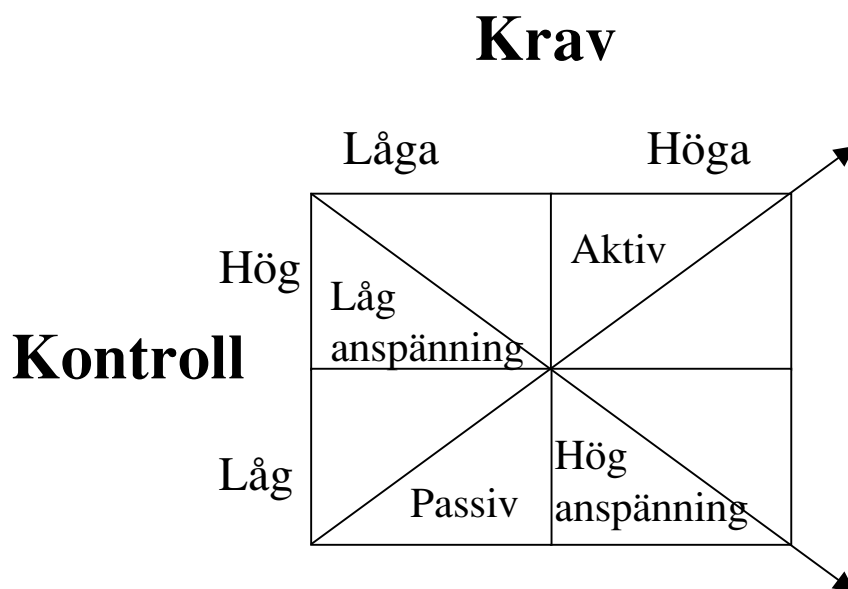 Krav
Låga Höga
Aktiv
Hög
Låg
anspänning
Kontroll
Låg
Passiv
Hög
anspänning